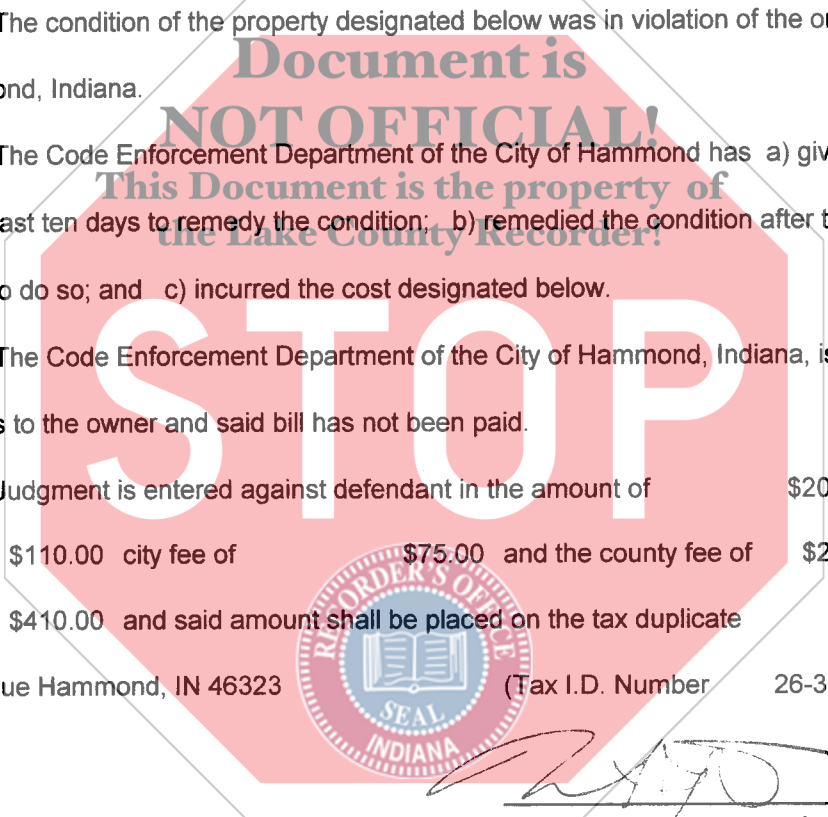 The condition of the property designated below was in violation of the
Document is
ond, Indiana.
NOT OFFICIAL!
The Code Enforcement Department of the City of Hammond has a) giv
This Document is the property of
ast ten days to remedy the condition; b) remedied the condition after t
the Lake County Recorder!
o do so; and c) incurred the cost designated below.
STOP
The Code Enforcement Department of the City of Hammond, Indiana, is
s to the owner and said bill has not been paid.
Judgment is entered against defendant in the amount of $20
$110.00 city fee of $75.00 and the county fee of $2
RECORDER'S OFFICE
$410.00 and said amount shall be placed on the tax duplicate
ue Hammond, IN 46323 (Tax I.D. Number 26-3
SEAL
INDIANA